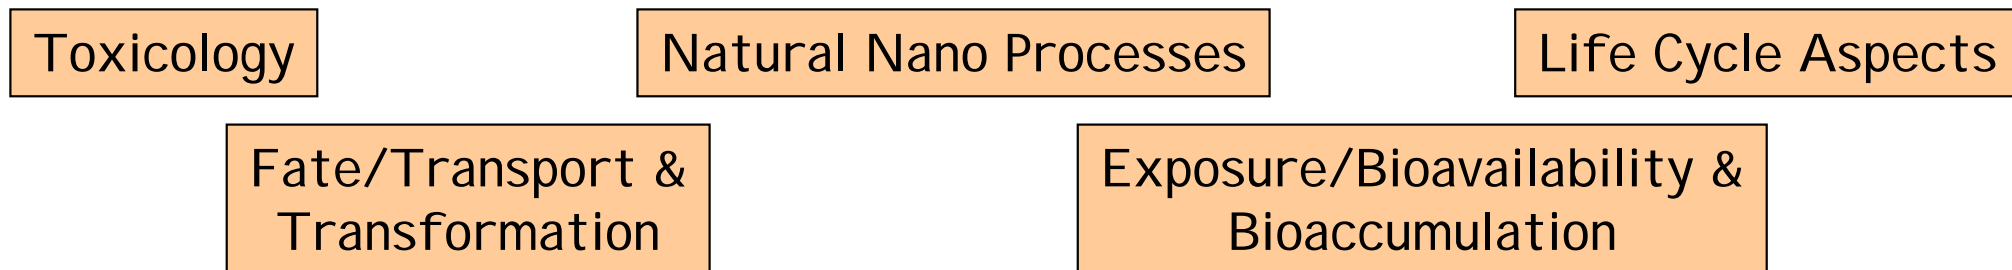 Toxicology
Natural Nano Processes
Life Cycle Aspects
Fate/Transport &
Transformation
Exposure/Bioavailability &
Bioaccumulation